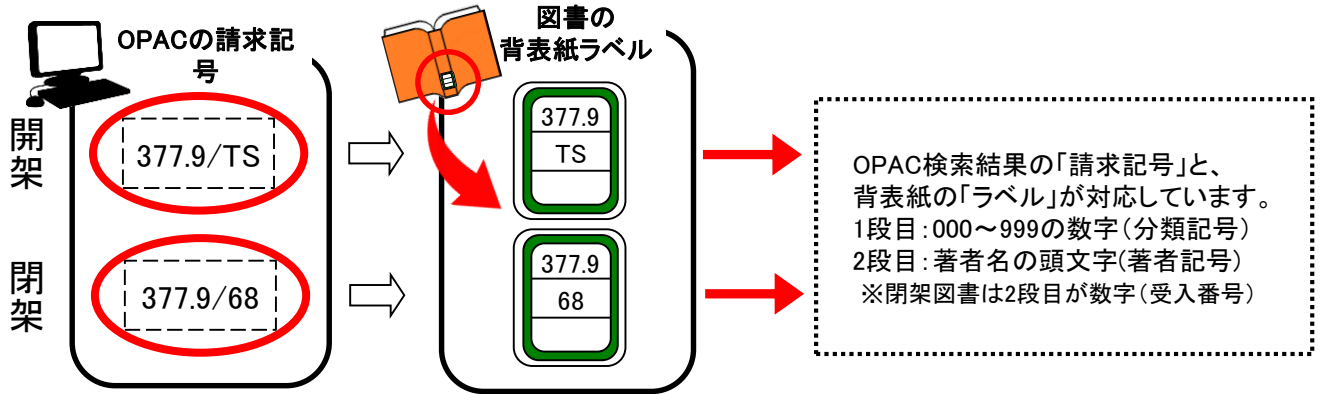 OPACの請求記
号
図書の
背表紙ラベル
開
架
377.9/TS
377.9
TS
閉
架
377.9/68
377.9
68
OPAC検索結果の「請求記号」と、
背表紙の「ラベル」が対応しています。
1段目:000～999の数字(分類記号)
2段目:著者名の頭文字(著者記号)
※閉架図書は2段目が数字(受入番号)